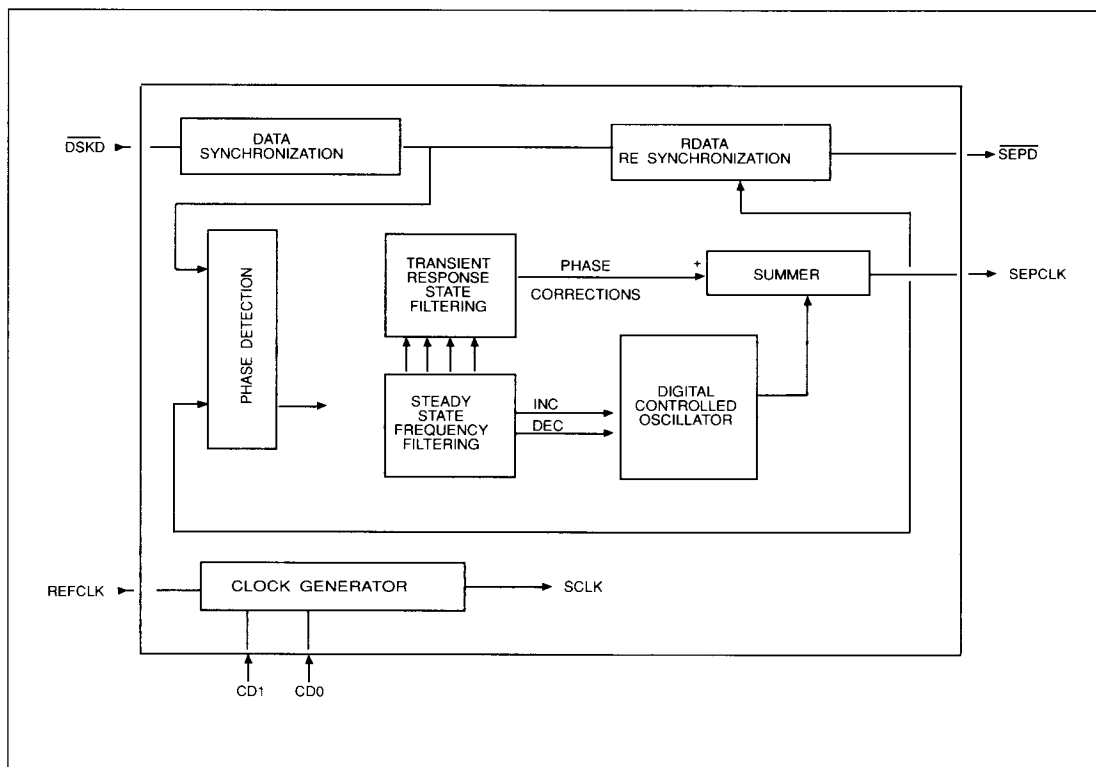 DSKD
DATA
SYNCHRONIZATION
RDATA
RE SYNCHRONIZATION
SEPD
PHASE DETECTION
TRANSIENT
RESPONSE
STATE
FILTERING
PHASE
CORRECTIONS
+
SUMMER
SEPCLK
STEADY
STATE
FREQUENCY
FILTERING
INC
DEC
DIGITAL
CONTROLLED
OSCILLATOR
REFCLK
CLOCK GENERATOR
SCLK
CD1
CD0